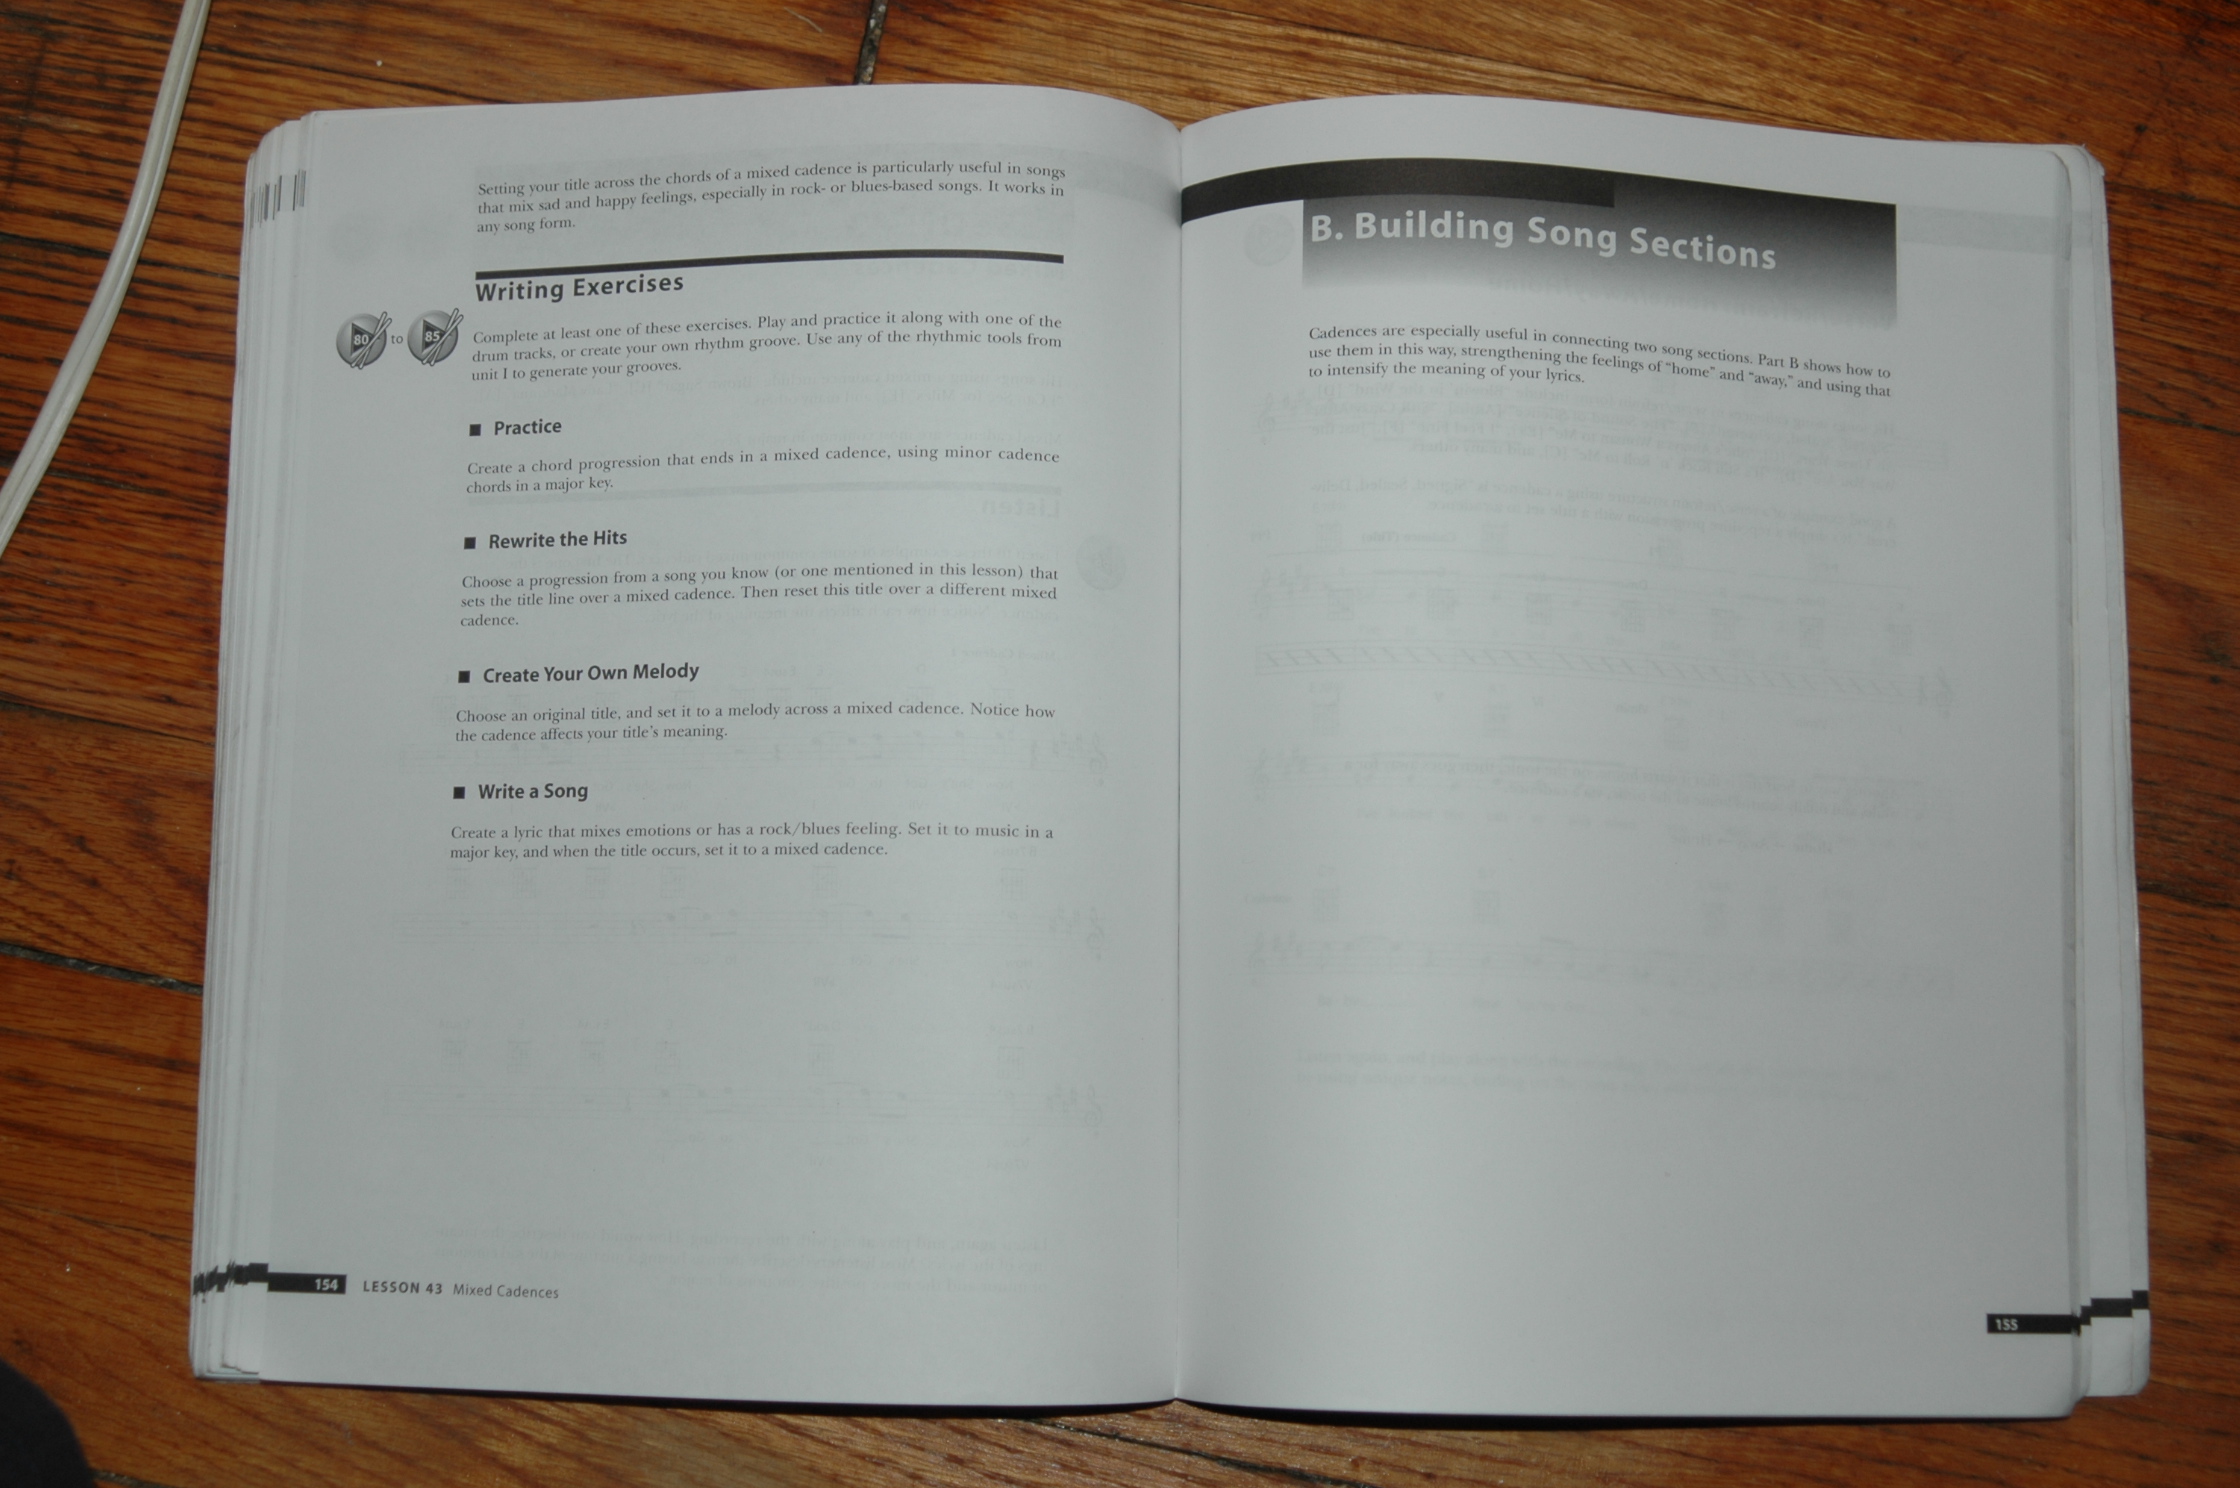 Setting your title across the chords of a mixed cadence is particularly useful in songs
that mix sad and happy feelings, especially in rock- or blues-based songs. It works in
any song form.
Writing Exercises
80 to 85
Complete at least one of these exercises. Play and practice it along with one of the
drum tracks, or create your own rhythm groove. Use any of the rhythmic tools from
unit I to generate your grooves.
■ Practice
Create a chord progression that ends in a mixed cadence, using minor cadence
chords in a major key.
■ Rewrite the Hits
Choose a progression from a song you know (or one mentioned in this lesson) that
sets the title line over a mixed cadence. Then reset this title over a different mixed
cadence.
■ Create Your Own Melody
Choose an original title, and set it to a melody across a mixed cadence. Notice how
the cadence affects your title's meaning.
■ Write a Song
Create a lyric that mixes emotions or has a rock/blues feeling. Set it to music in a
major key, and when the title occurs, set it to a mixed cadence.
154 LESSON 43 Mixed Cadences
B. Building Song Sections
Cadences are especially useful in connecting two song sections. Part B shows how to
use them in this way, strengthening the feelings of "home" and "away," and using that
to intensify the meaning of your lyrics.
155